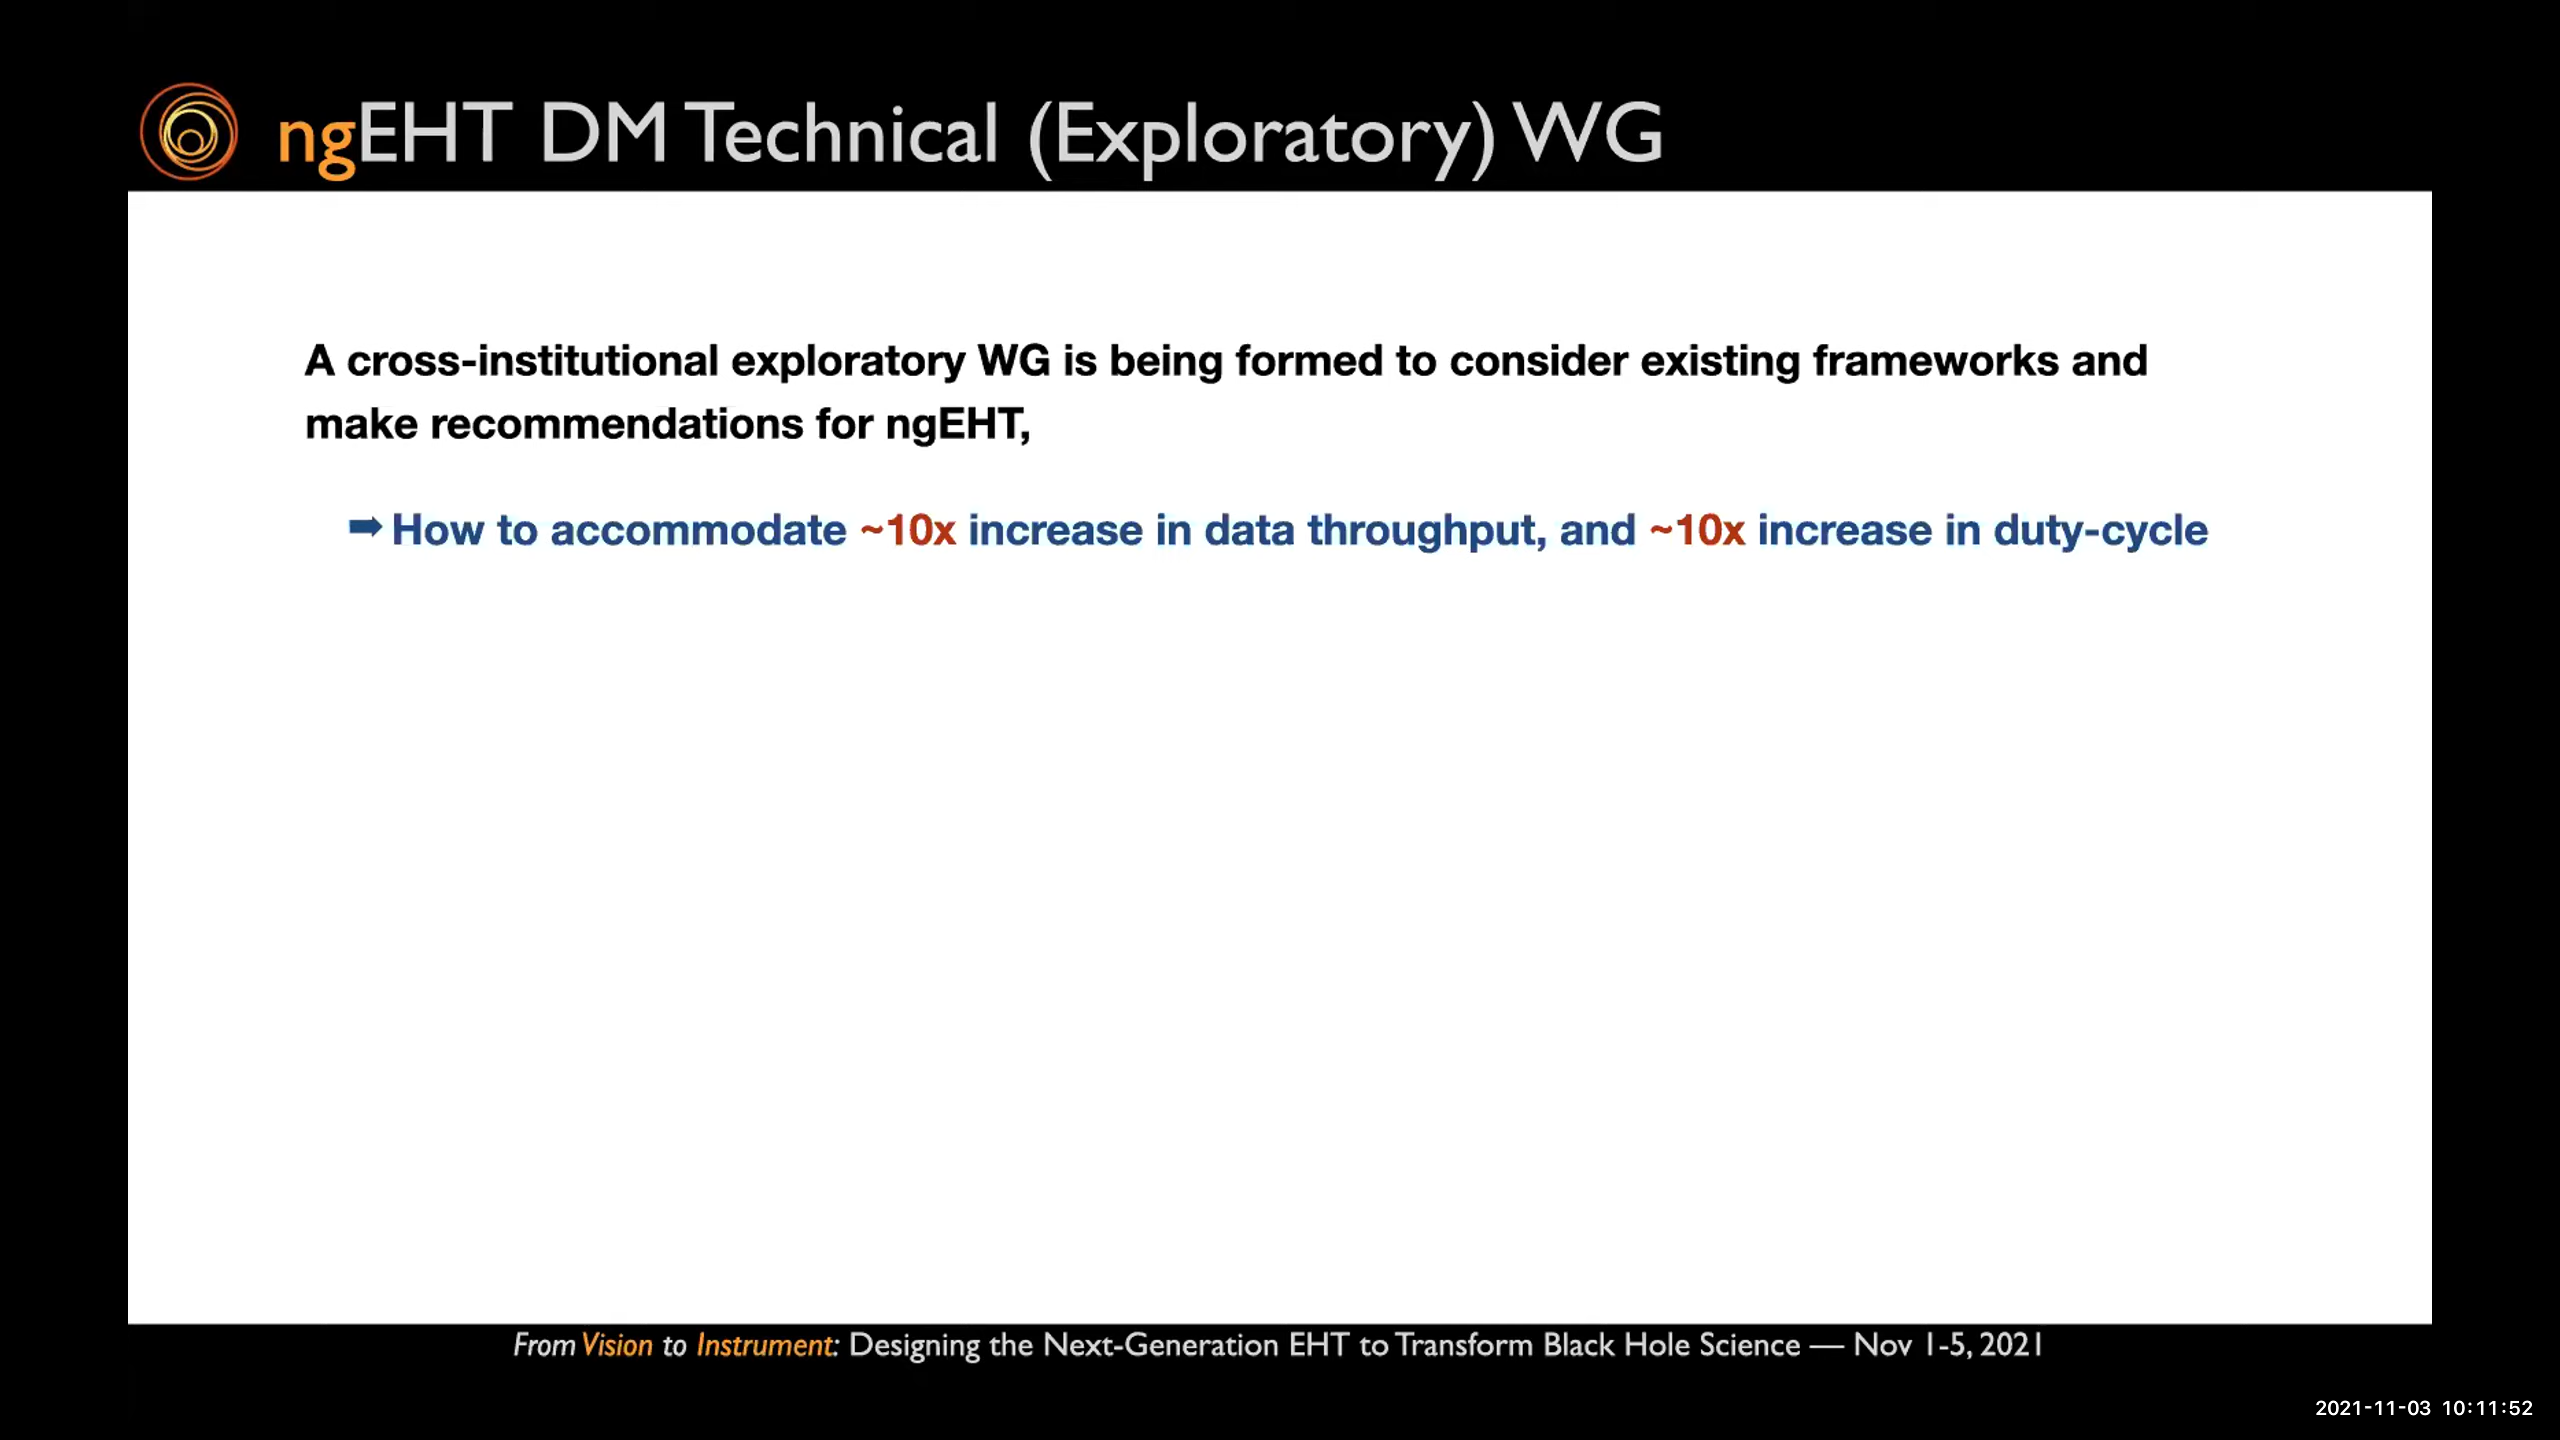 ngEHT DM Technical (Exploratory) WG
A cross-institutional exploratory WG is being formed to consider existing frameworks and
make recommendations for ngEHT,
➡ How to accommodate ~10x increase in data throughput, and ~10x increase in duty-cycle
From Vision to Instrument: Designing the Next-Generation EHT to Transform Black Hole Science — Nov 1-5, 2021
2021-11-03 10:11:52